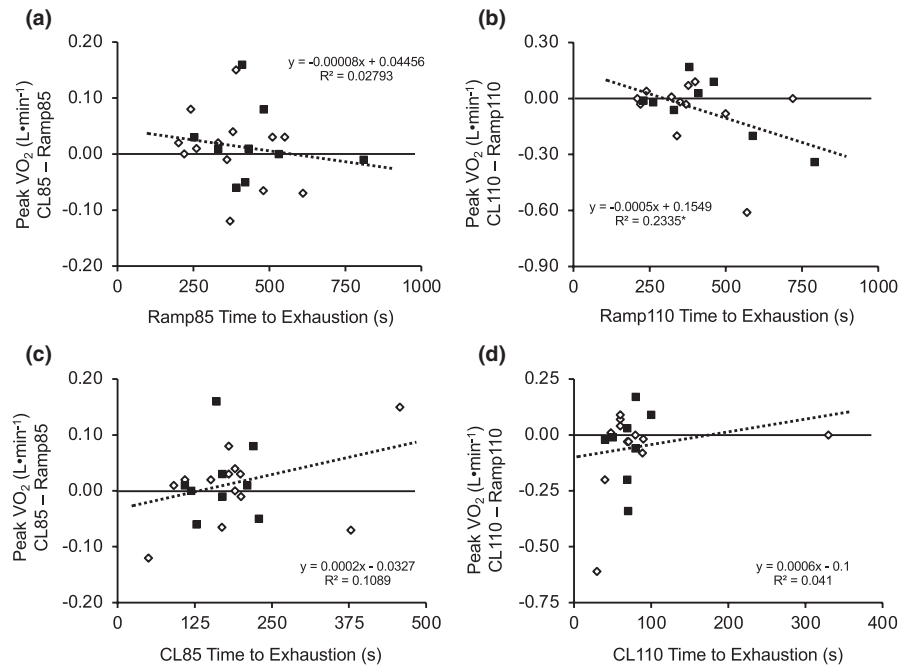 (a)
Peak VO₂ (L•min⁻¹)
CL85 – Ramp85
0.20
0.10
0.00
-0.10
-0.20
y = -0.00008x + 0.04456
R² = 0.02793
0 250 500 750 1000
Ramp85 Time to Exhaustion (s)
(b)
Peak VO₂ (L•min⁻¹)
CL110 – Ramp110
0.30
0.00
-0.30
-0.60
-0.90
y = -0.0005x + 0.1549
R² = 0.2335*
0 250 500 750 1000
Ramp110 Time to Exhaustion (s)
(c)
Peak VO₂ (L•min⁻¹)
CL85 – Ramp85
0.20
0.10
0.00
-0.10
-0.20
y = 0.0002x - 0.0327
R² = 0.1089
0 125 250 375 500
CL85 Time to Exhaustion (s)
(d)
Peak VO₂ (L•min⁻¹)
CL110 – Ramp110
0.25
0.00
-0.25
-0.50
-0.75
y = 0.0006x - 0.1
R² = 0.041
0 100 200 300 400
CL110 Time to Exhaustion (s)